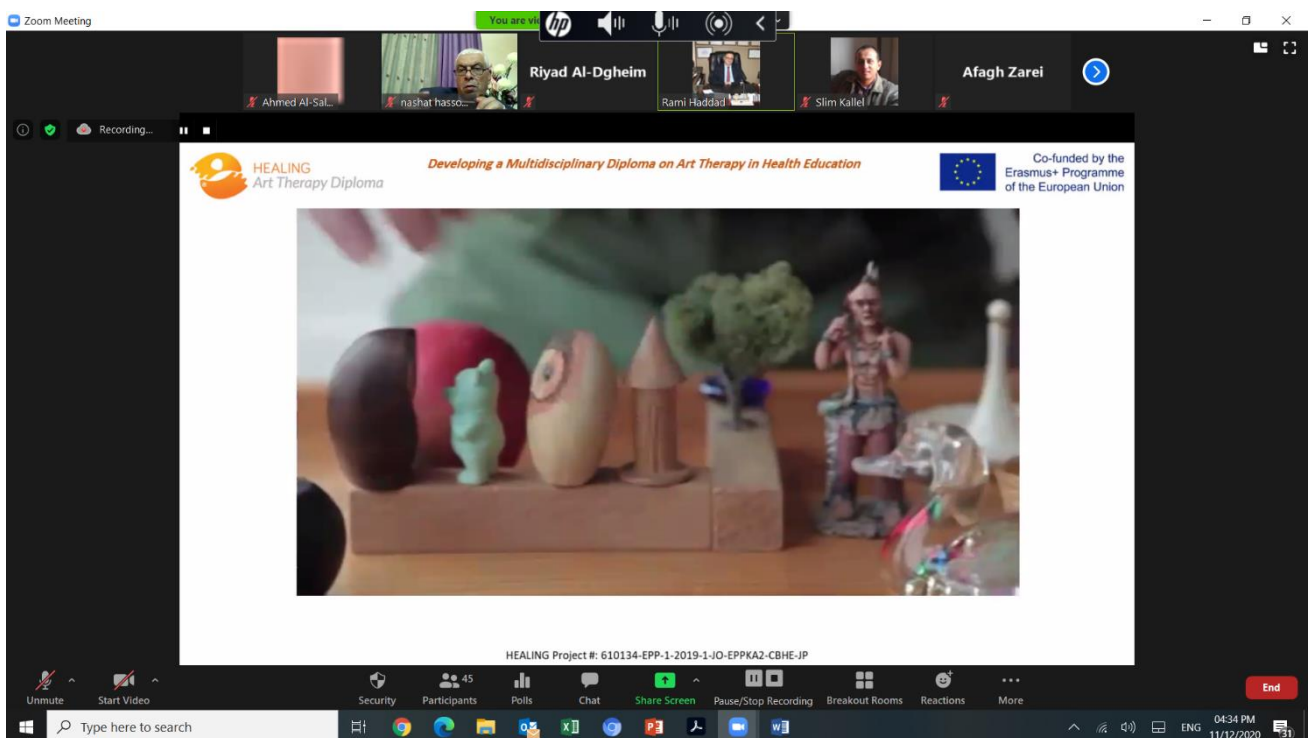 Zoom Meeting
You are vie
hp
Ahmed Al-Sal...
nashat hasso...
Riyad Al-Dgheim
Rami Haddad
Slim Kallel
Afagh Zarei
Recording...
HEALING
Art Therapy Diploma
Developing a Multidisciplinary Diploma on Art Therapy in Health Education
Co-funded by the
Erasmus+ Programme
of the European Union
HEALING Project #: 610134-EPP-1-2019-1-JO-EPPKA2-CBHE-JP
Unmute
Start Video
Security
45
Participants
Polls
Chat
Share Screen
Pause/Stop Recording
Breakout Rooms
Reactions
More
End
Type here to search
ENG
04:34 PM
11/12/2020
31